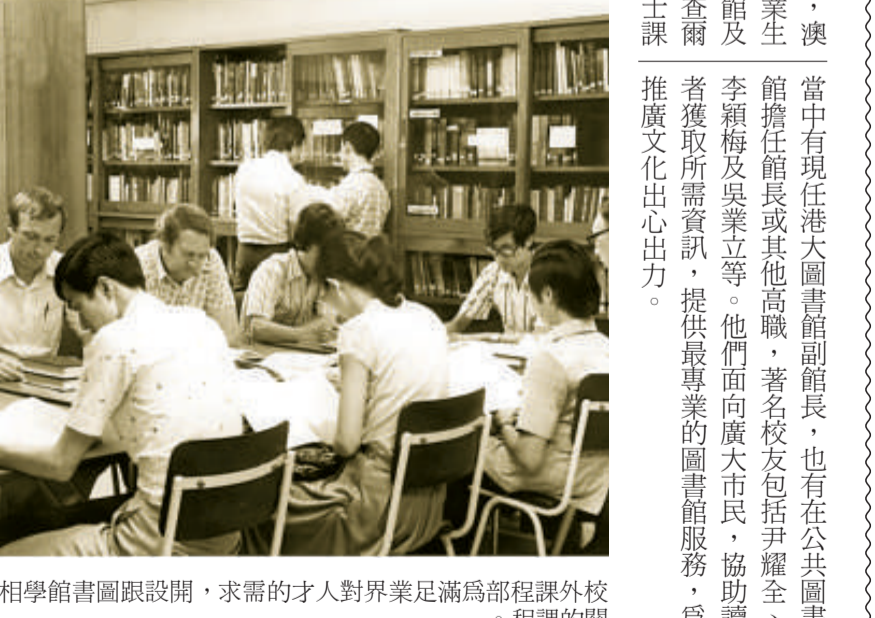 ，澳
業生
館及
查爾
士課
當中有現任港大圖書館副館長，也有在公共圖書
館擔任館長或其他高職，著名校友包括尹耀全、
李穎梅及吳業立等。他們面向廣大市民，協助讀
者獲取所需資訊，提供最專業的圖書館服務，爲
推廣文化出心出力。
校外課程部爲滿足業界對人才的需求，開設跟圖書館學相
關的課程。